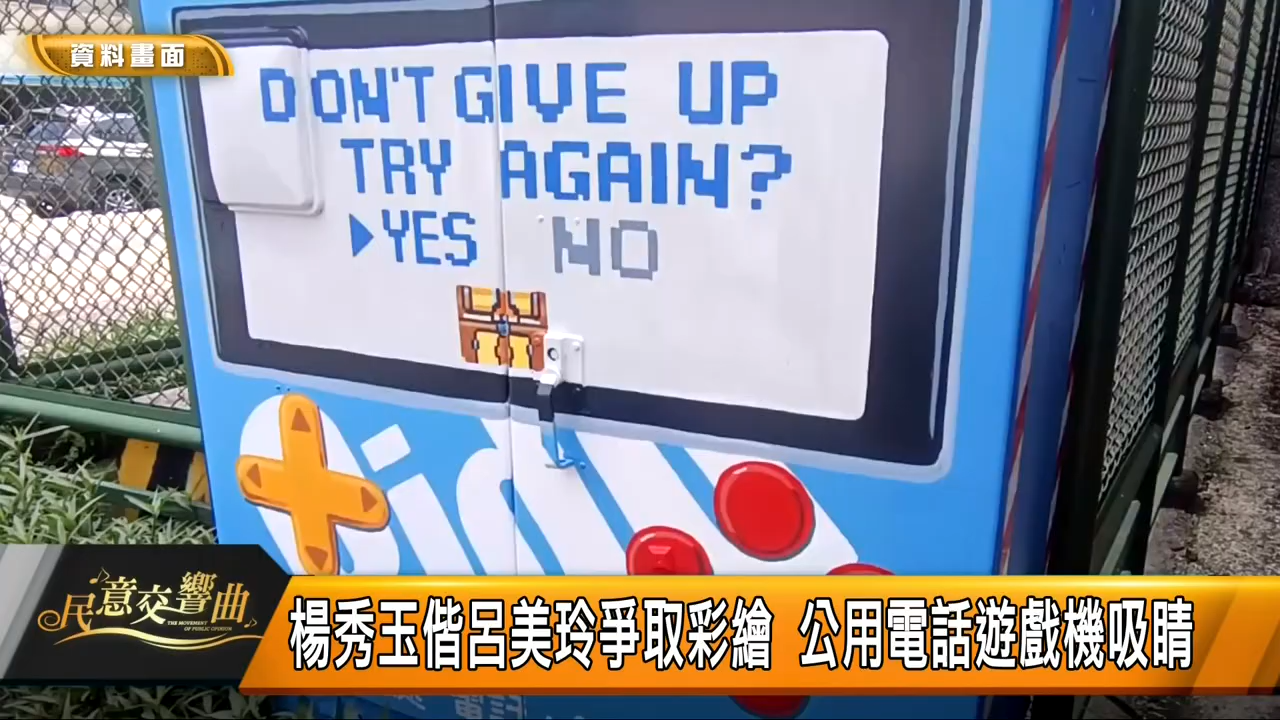 資料畫面
DON'T GIVE UP
TRY AGAIN?
▶YES NO
民意交響曲
THE MOVEMENT
OF PUBLIC OPINION
楊秀玉偕呂美玲爭取彩繪 公用電話遊戲機吸睛